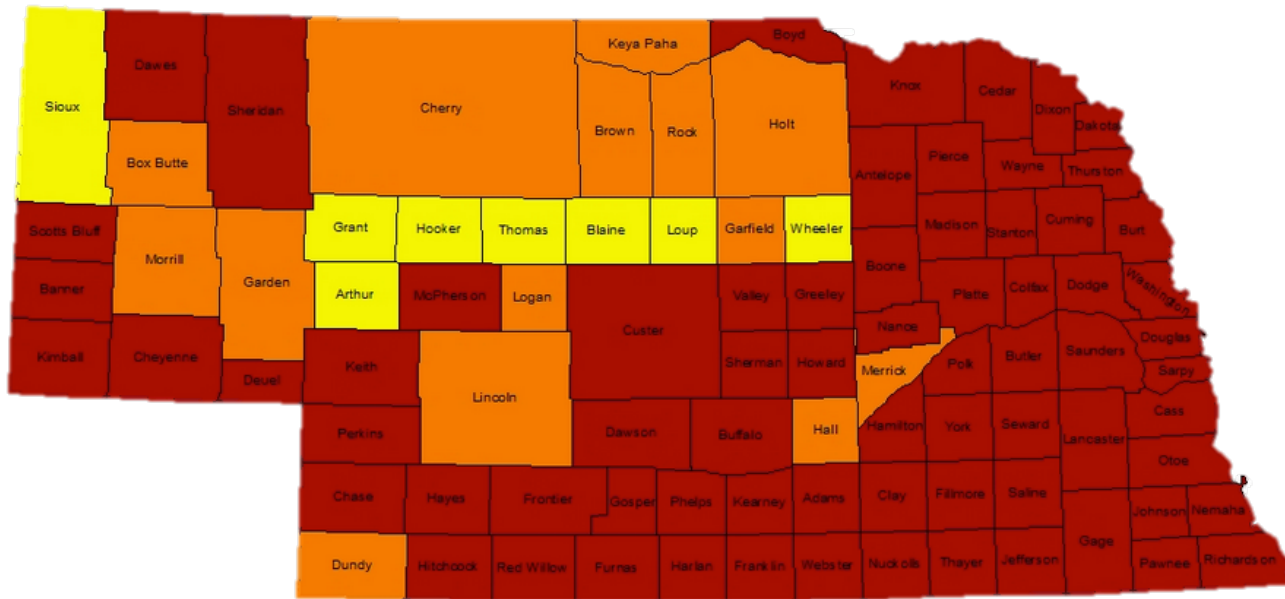 Boyd
Keya Paha
Dawes
Knox
Cedar
Sioux
Sheridan
Cherry
Dixon
Brown
Rock
Holt
Dakota
Box Butte
Pierce
Wayne
Thurston
Antelope
Scotts Bluff
Grant
Hooker
Thomas
Blaine
Loup
Garfield
Wheeler
Madison
Stanton
Cuming
Burt
Morrill
Boone
Banner
Garden
Arthur
McPherson
Logan
Valley
Greeley
Platte
Colfax
Dodge
Washington
Custer
Nance
Kimball
Cheyenne
Deuel
Keith
Sherman
Howard
Merrick
Polk
Butler
Saunders
Douglas
Sarpy
Lincoln
Perkins
Dawson
Buffalo
Hall
Hamilton
York
Seward
Lancaster
Cass
Otoe
Chase
Hayes
Frontier
Gosper
Phelps
Kearney
Adams
Clay
Fillmore
Saline
Johnson
Nemaha
Gage
Dundy
Hitchcock
Red Willow
Furnas
Harlan
Franklin
Webster
Nuckolls
Thayer
Jefferson
Pawnee
Richardson